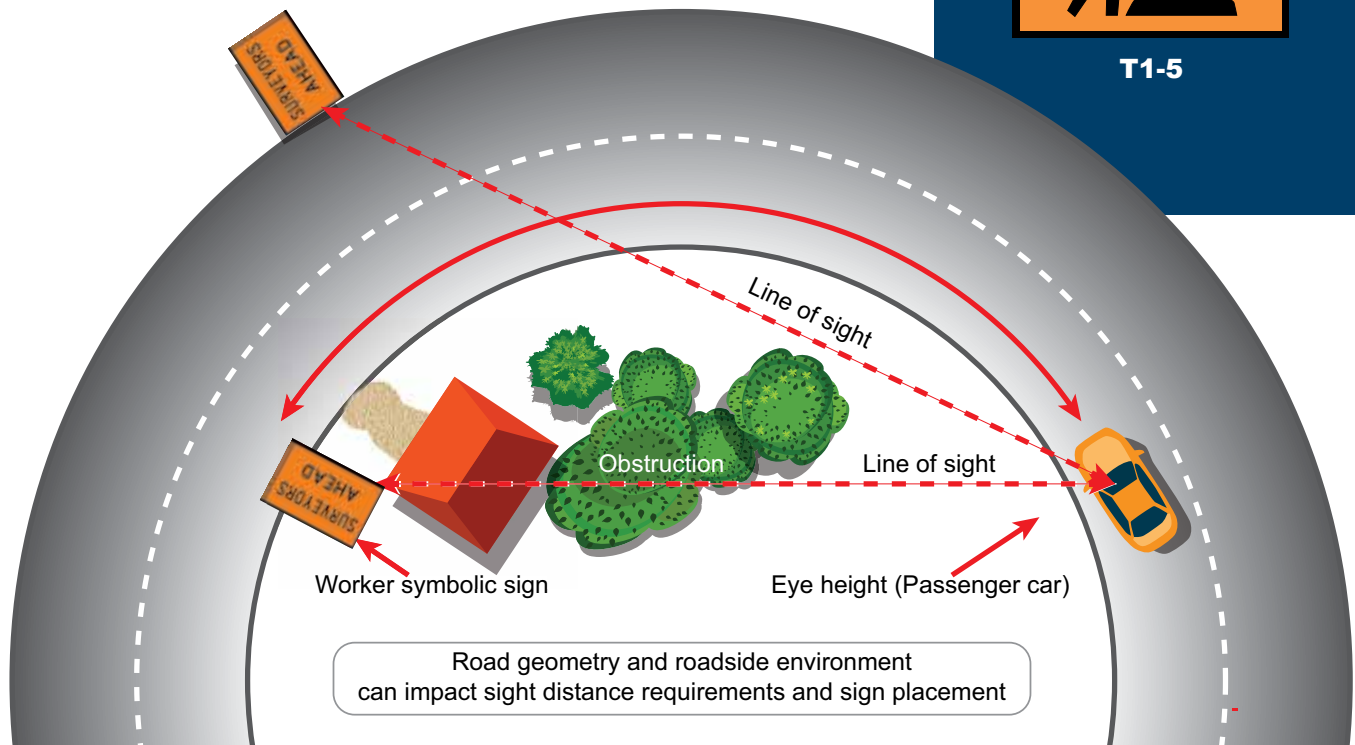 T1-5
SURVEYORS
AHEAD
Line of sight
Obstruction
Line of sight
SURVEYORS
AHEAD
Worker symbolic sign
Eye height (Passenger car)
Road geometry and roadside environment
can impact sight distance requirements and sign placement